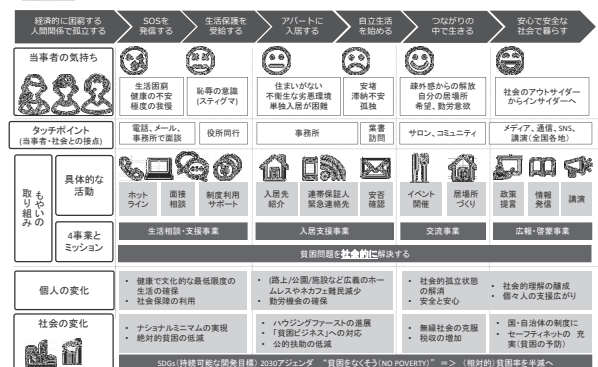 経済的に困窮する
人間関係で孤立する
SOSを
発信する
生活保護を
受給する
アパートに
入居する
自立生活
を始める
つながりの
中で生きる
安心で安全な
社会で暮らす
当事者の気持ち
生活困窮
健康の不安
極度の我慢
恥辱の意識
(スティグマ)
住まいがない
不衛生な劣悪環境
単独入居が困難
安堵
滞納不安
孤独
疎外感からの解放
自分の居場所
希望、勤労意欲
社会のアウトサイダー
からインサイダーへ
タッチポイント
(当事者・社会との接点)
電話、メール、
事務所で面談
役所同行
事務所
葉書
訪問
サロン、コミュニティ
メディア、通信、SNS、
講演(全国各地)
もやいの
取り組み
具体的な
活動
ホット
ライン
面接
相談
制度利用
サポート
入居先
紹介
連帯保証人
緊急連絡先
安否
確認
イベント
開催
居場所
づくり
政策
提言
情報
発信
講演
4事業と
ミッション
生活相談・支援事業
入居支援事業
交流事業
広報・啓蒙事業
貧困問題を社会的に解決する
個人の変化
• 健康で文化的な最低限度の
生活の確保
• 社会保障の利用
• (路上/公園/施設など広義のホー
ムレスやネカフェ難民減少
• 勤労機会の確保
• 社会的孤立状態
の解消
• 安全と安心
• 社会的理解の醸成
• 個々人の支援広がり
社会の変化
• ナショナルミニマムの実現
• 絶対的貧困の低減
• ハウジングファーストの進展
• 「貧困ビジネス」への対応
• 公的扶助の低減
• 無縁社会の克服
• 税収の増加
• 国・自治体の制度に
• セーフティネットの 充
実(貧困の予防)
SDGs(持続可能な開発目標) 2030アジェンダ “貧困をなくそう(NO POVERTY)” => (相対的)貧困率を半減へ